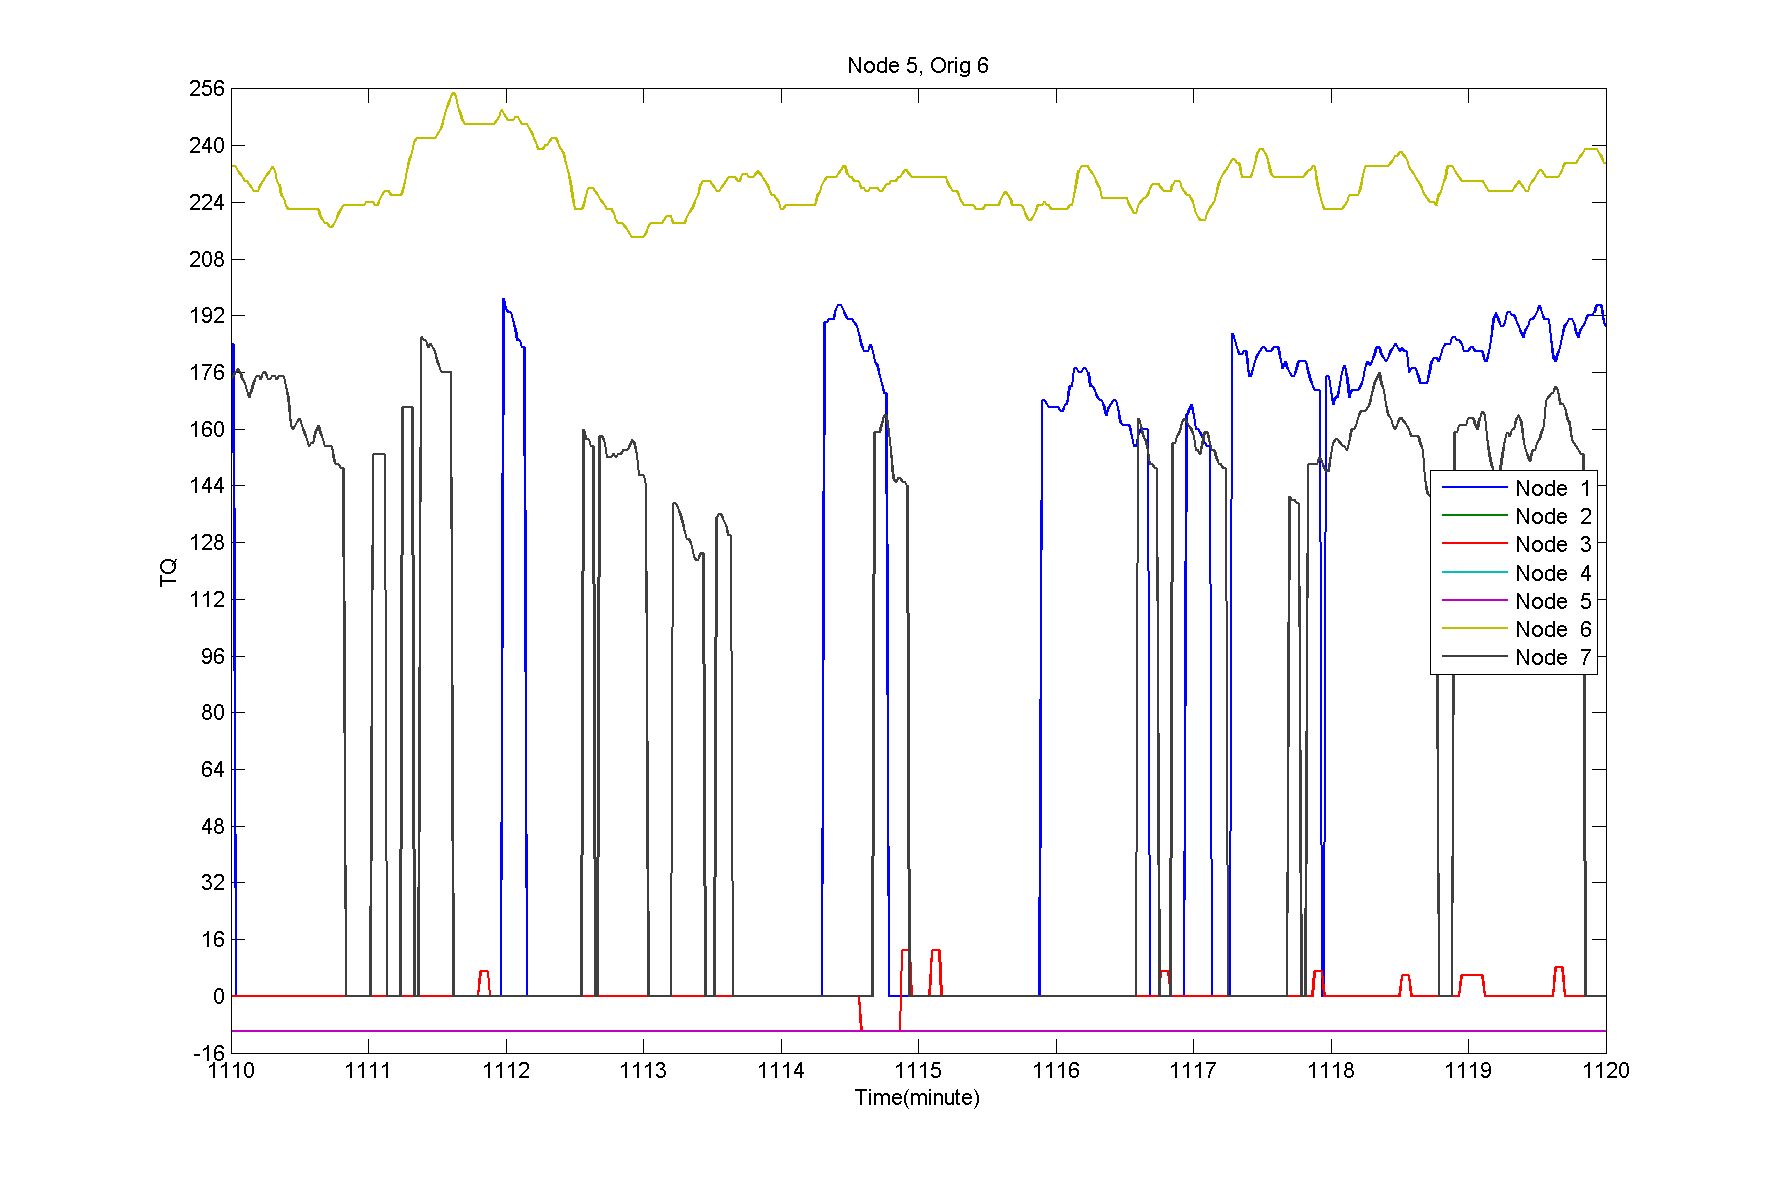 Node 5, Orig 6
256
240
224
208
192
176
160
144
128
112
96
80
64
48
32
16
0
-16
TQ
Node 1
Node 2
Node 3
Node 4
Node 5
Node 6
Node 7
1110 1111 1112 1113 1114 1115 1116 1117 1118 1119 1120
Time(minute)